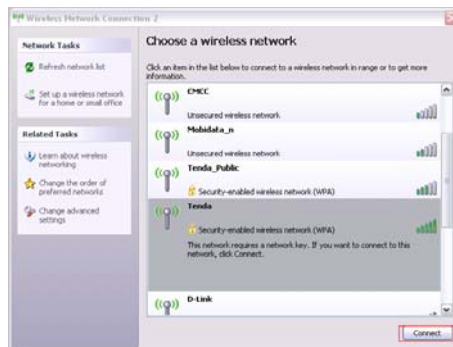 Wireless Network Connection 2
Network Tasks
Refresh network list
Set up a wireless network
for a home or small office
Related Tasks
Learn about wireless
networking
Change the order of
preferred networks
Change advanced
settings
Choose a wireless network
Click an item in the list below to connect to a wireless network in range or to get more
information.
CMCC
Unsecured wireless network
Mobidata_n
Unsecured wireless network
Tenda_Public
Security-enabled wireless network (WPA)
Tenda
Security-enabled wireless network (WPA)
This network requires a network key. If you want to connect to this
network, click Connect.
D-Link
Connect